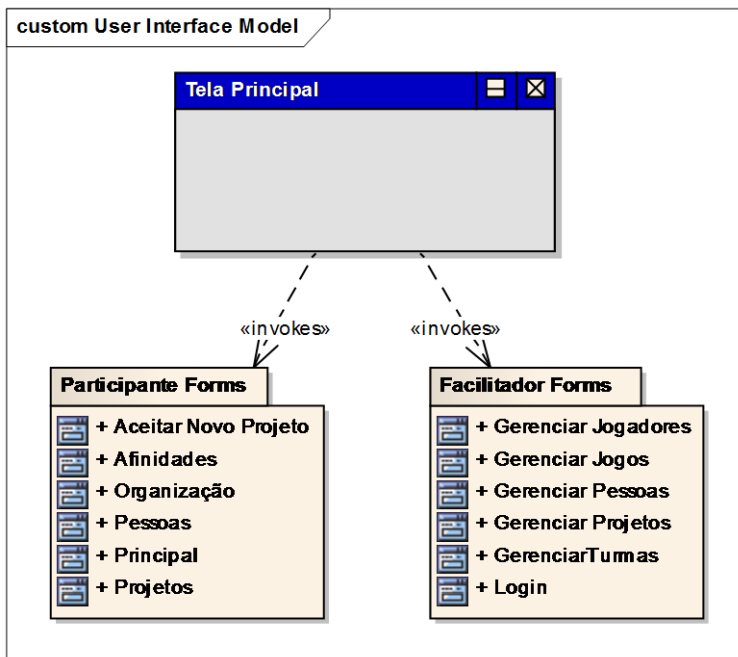 custom User Interface Model
Tela Principal
«invokes» «invokes»
Participante Forms
+ Aceitar Novo Projeto
+ Afinidades
+ Organização
+ Pessoas
+ Principal
+ Projetos
Facilitador Forms
+ Gerenciar Jogadores
+ Gerenciar Jogos
+ Gerenciar Pessoas
+ Gerenciar Projetos
+ GerenciarTurmas
+ Login